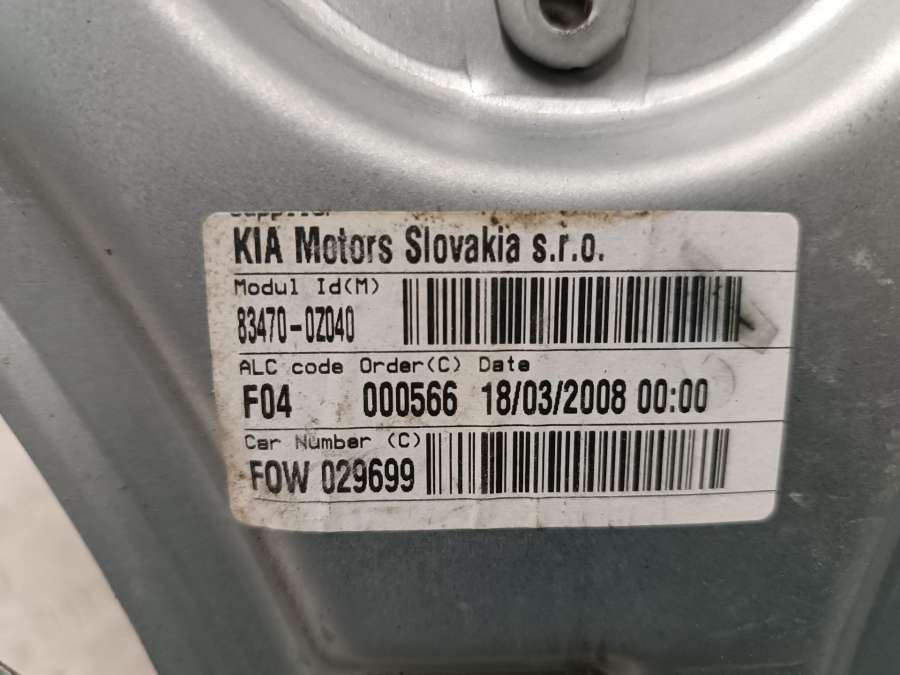 Supplier
KIA Motors Slovakia s.r.o.
Modul Id(M)
83470-0Z040
ALC code Order(C) Date
F04 000566 18/03/2008 00:00
Car Number (C)
FOW 029699